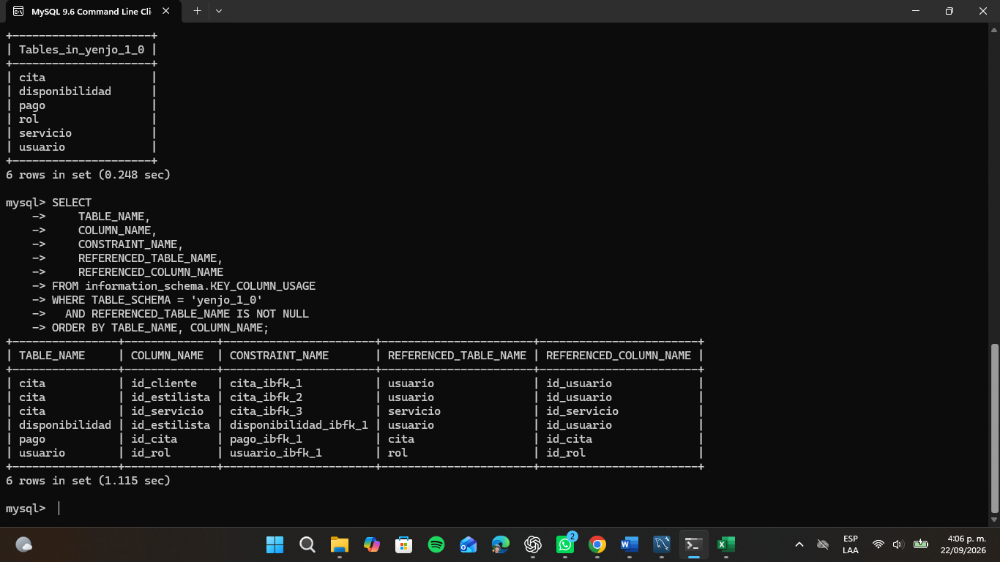 MySQL 9.6 Command Line Cli
+---------------------+
| Tables_in_yenjo_1_0 |
+---------------------+
| cita                |
| disponibilidad      |
| pago                |
| rol                 |
| servicio            |
| usuario             |
+---------------------+
6 rows in set (0.248 sec)
mysql> SELECT
    ->     TABLE_NAME,
    ->     COLUMN_NAME,
    ->     CONSTRAINT_NAME,
    ->     REFERENCED_TABLE_NAME,
    ->     REFERENCED_COLUMN_NAME
    -> FROM information_schema.KEY_COLUMN_USAGE
    -> WHERE TABLE_SCHEMA = 'yenjo_1_0'
    ->   AND REFERENCED_TABLE_NAME IS NOT NULL
    -> ORDER BY TABLE_NAME, COLUMN_NAME;
+----------------+--------------+-----------------------+-----------------------+------------------------+
| TABLE_NAME     | COLUMN_NAME  | CONSTRAINT_NAME       | REFERENCED_TABLE_NAME | REFERENCED_COLUMN_NAME |
+----------------+--------------+-----------------------+-----------------------+------------------------+
| cita           | id_cliente   | cita_ibfk_1           | usuario               | id_usuario             |
| cita           | id_estilista | cita_ibfk_2           | usuario               | id_usuario             |
| cita           | id_servicio  | cita_ibfk_3           | servicio              | id_servicio            |
| disponibilidad | id_estilista | disponibilidad_ibfk_1 | usuario               | id_usuario             |
| pago           | id_cita      | pago_ibfk_1           | cita                  | id_cita                |
| usuario        | id_rol       | usuario_ibfk_1        | rol                   | id_rol                 |
+----------------+--------------+-----------------------+-----------------------+------------------------+
6 rows in set (1.115 sec)
mysql>
2
ESP
LAA
4:06 p. m.
22/09/2026